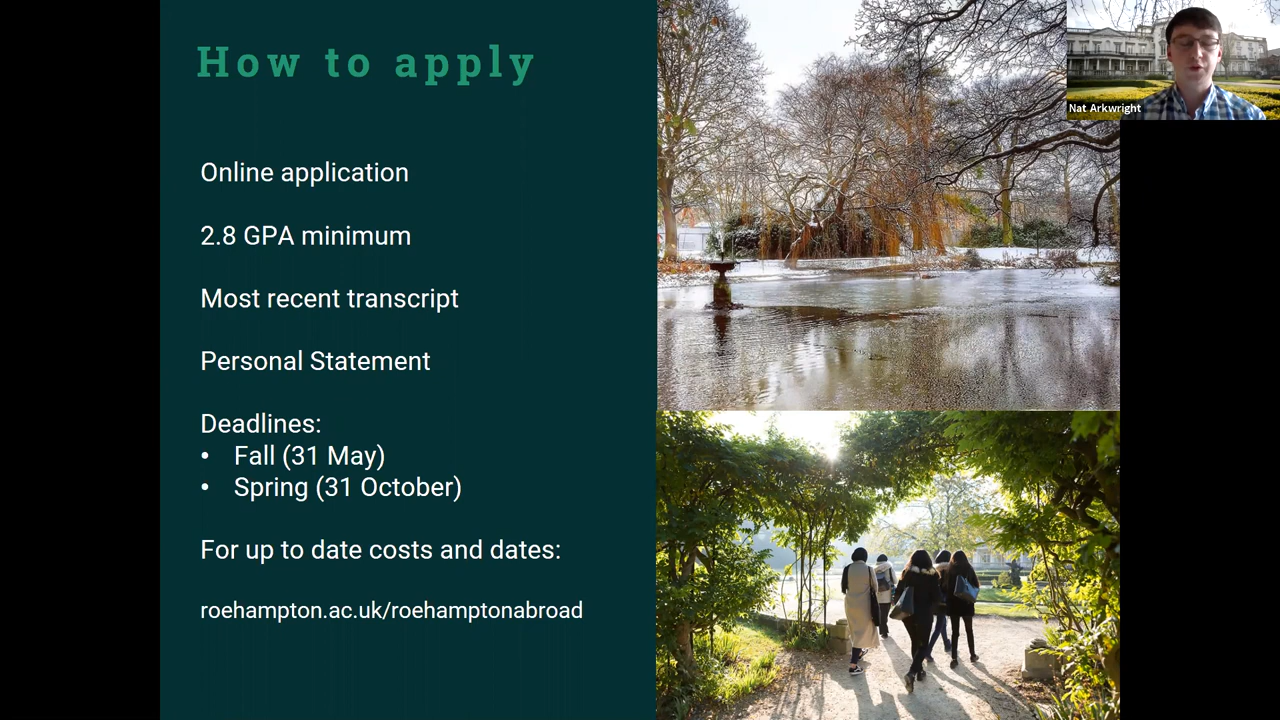 How to apply
Online application
2.8 GPA minimum
Most recent transcript
Personal Statement
Deadlines:
• Fall (31 May)
• Spring (31 October)
For up to date costs and dates:
roehampton.ac.uk/roehamptonabroad
Nat Arkwright